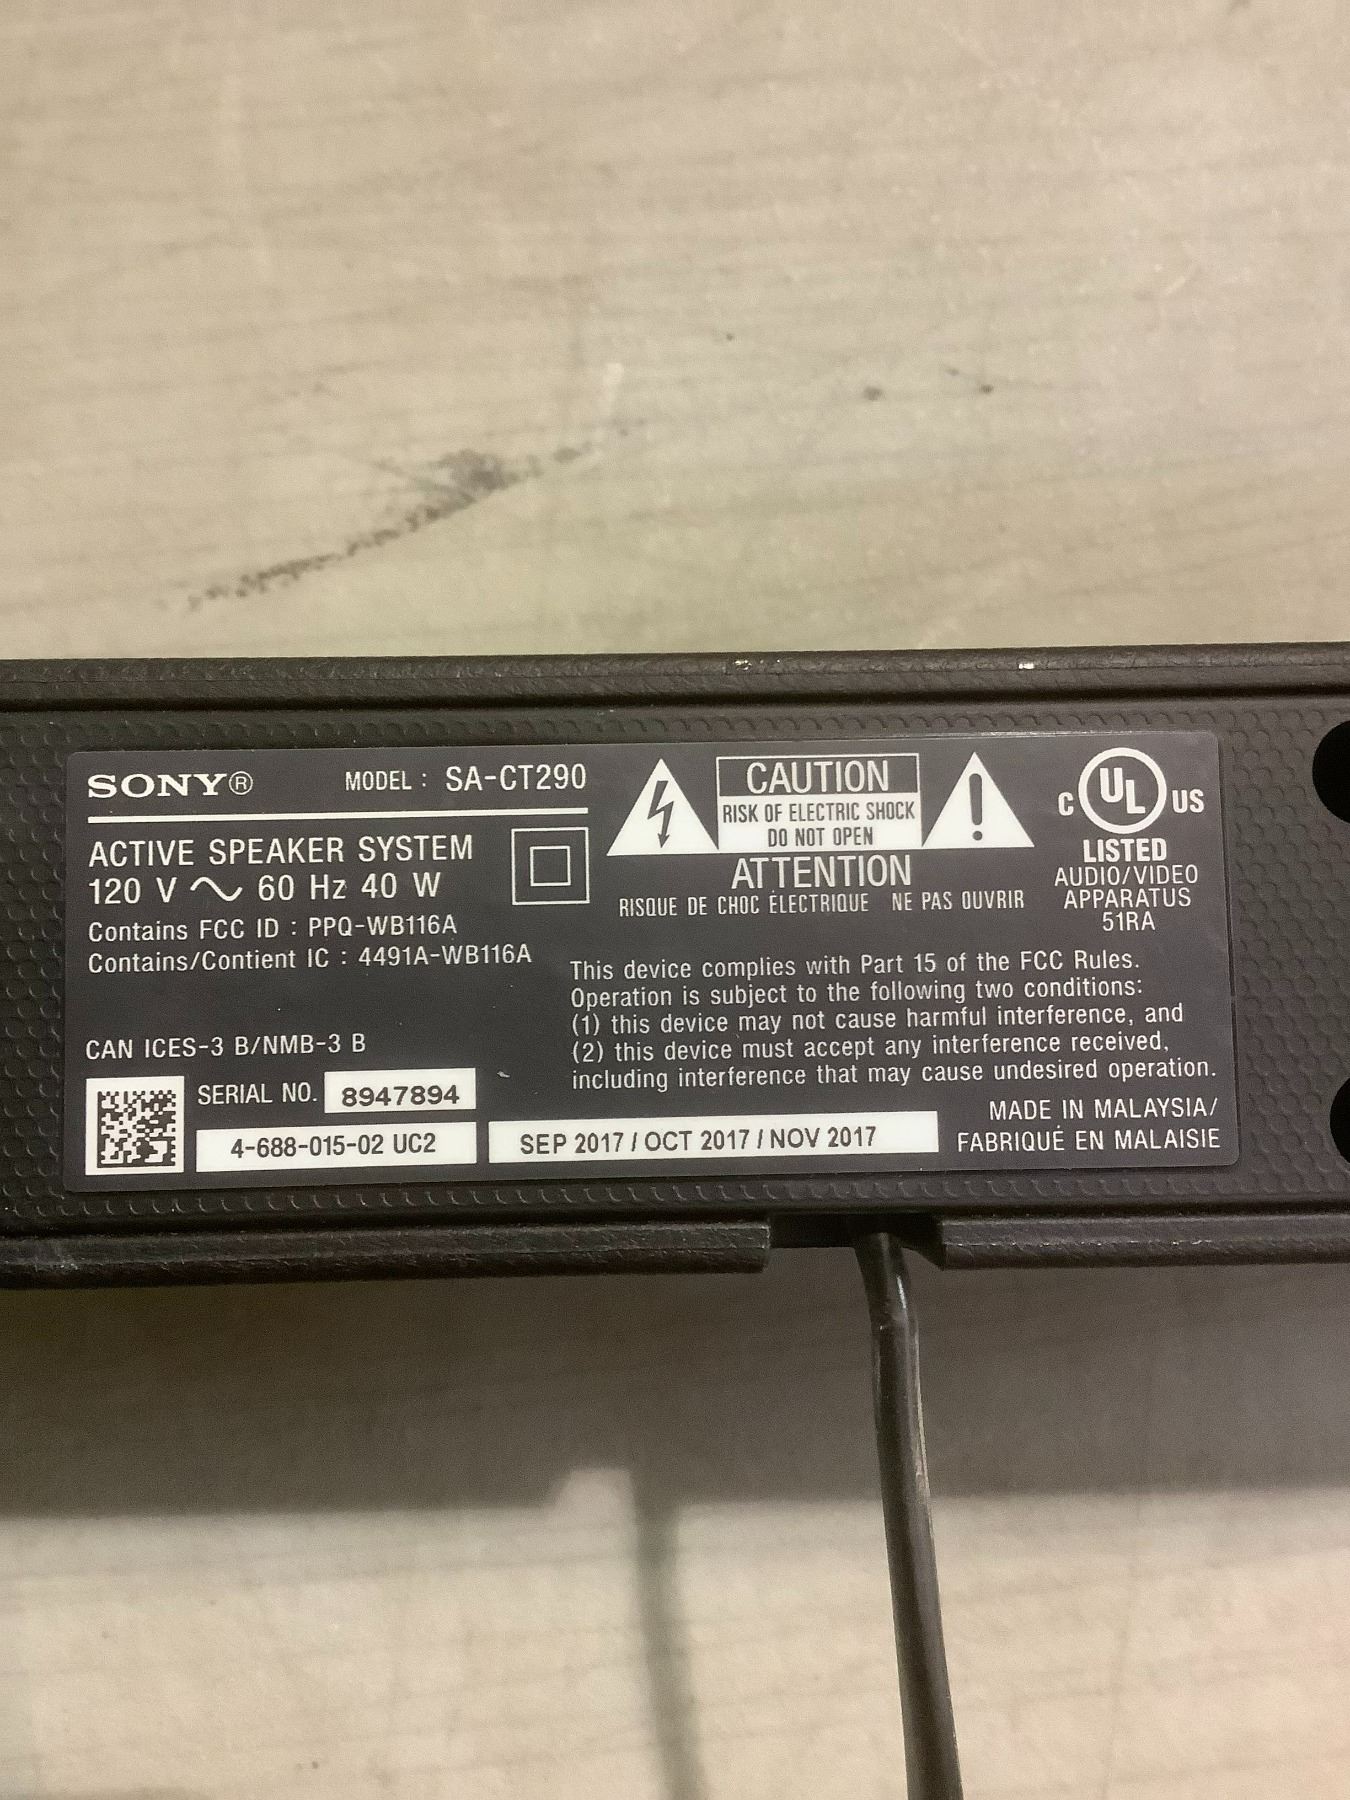 SONY® MODEL : SA-CT290
ACTIVE SPEAKER SYSTEM
120 V ~ 60 Hz 40 W
Contains FCC ID : PPQ-WB116A
Contains/Contient IC : 4491A-WB116A
CAN ICES-3 B/NMB-3 B
SERIAL NO. 8947894
4-688-015-02 UC2
CAUTION
RISK OF ELECTRIC SHOCK
DO NOT OPEN
ATTENTION
RISQUE DE CHOC ÉLECTRIQUE NE PAS OUVRIR
C UL US
LISTED
AUDIO/VIDEO
APPARATUS
51RA
This device complies with Part 15 of the FCC Rules.
Operation is subject to the following two conditions:
(1) this device may not cause harmful interference, and
(2) this device must accept any interference received,
including interference that may cause undesired operation.
SEP 2017 / OCT 2017 / NOV 2017
MADE IN MALAYSIA/
FABRIQUÉ EN MALAISIE